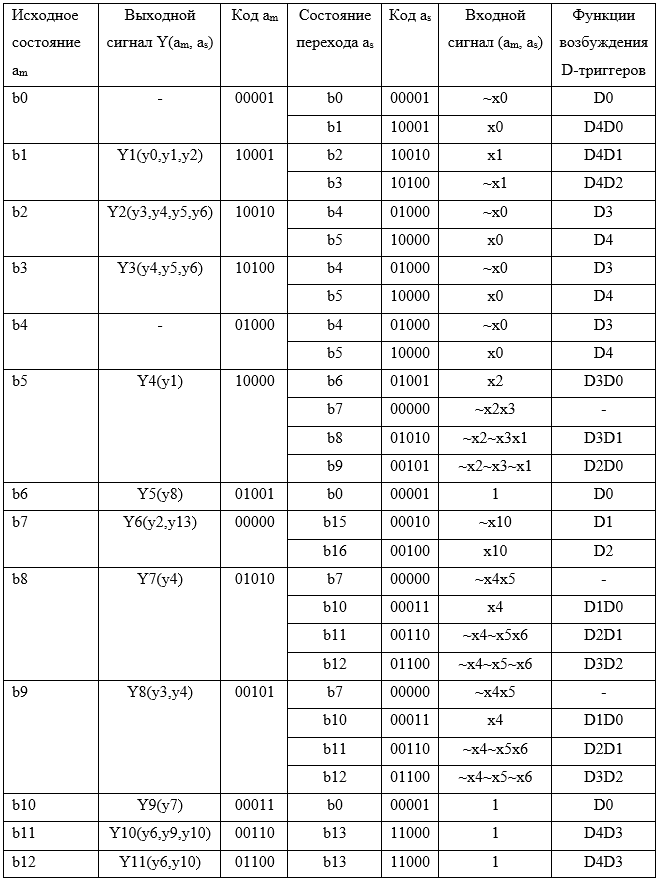 Исходное состояние am | Выходной сигнал Y(am, as) | Код am | Состояние перехода as | Код as | Входной сигнал (am, as) | Функции возбуждения D-триггеров
b0 | - | 00001 | b0 | 00001 | ~x0 | D0
b1 | 10001 | x0 | D4D0
b1 | Y1(y0,y1,y2) | 10001 | b2 | 10010 | x1 | D4D1
b3 | 10100 | ~x1 | D4D2
b2 | Y2(y3,y4,y5,y6) | 10010 | b4 | 01000 | ~x0 | D3
b5 | 10000 | x0 | D4
b3 | Y3(y4,y5,y6) | 10100 | b4 | 01000 | ~x0 | D3
b5 | 10000 | x0 | D4
b4 | - | 01000 | b4 | 01000 | ~x0 | D3
b5 | 10000 | x0 | D4
b5 | Y4(y1) | 10000 | b6 | 01001 | x2 | D3D0
b7 | 00000 | ~x2x3 | -
b8 | 01010 | ~x2~x3x1 | D3D1
b9 | 00101 | ~x2~x3~x1 | D2D0
b6 | Y5(y8) | 01001 | b0 | 00001 | 1 | D0
b7 | Y6(y2,y13) | 00000 | b15 | 00010 | ~x10 | D1
b16 | 00100 | x10 | D2
b8 | Y7(y4) | 01010 | b7 | 00000 | ~x4x5 | -
b10 | 00011 | x4 | D1D0
b11 | 00110 | ~x4~x5x6 | D2D1
b12 | 01100 | ~x4~x5~x6 | D3D2
b9 | Y8(y3,y4) | 00101 | b7 | 00000 | ~x4x5 | -
b10 | 00011 | x4 | D1D0
b11 | 00110 | ~x4~x5x6 | D2D1
b12 | 01100 | ~x4~x5~x6 | D3D2
b10 | Y9(y7) | 00011 | b0 | 00001 | 1 | D0
b11 | Y10(y6,y9,y10) | 00110 | b13 | 11000 | 1 | D4D3
b12 | Y11(y6,y10) | 01100 | b13 | 11000 | 1 | D4D3